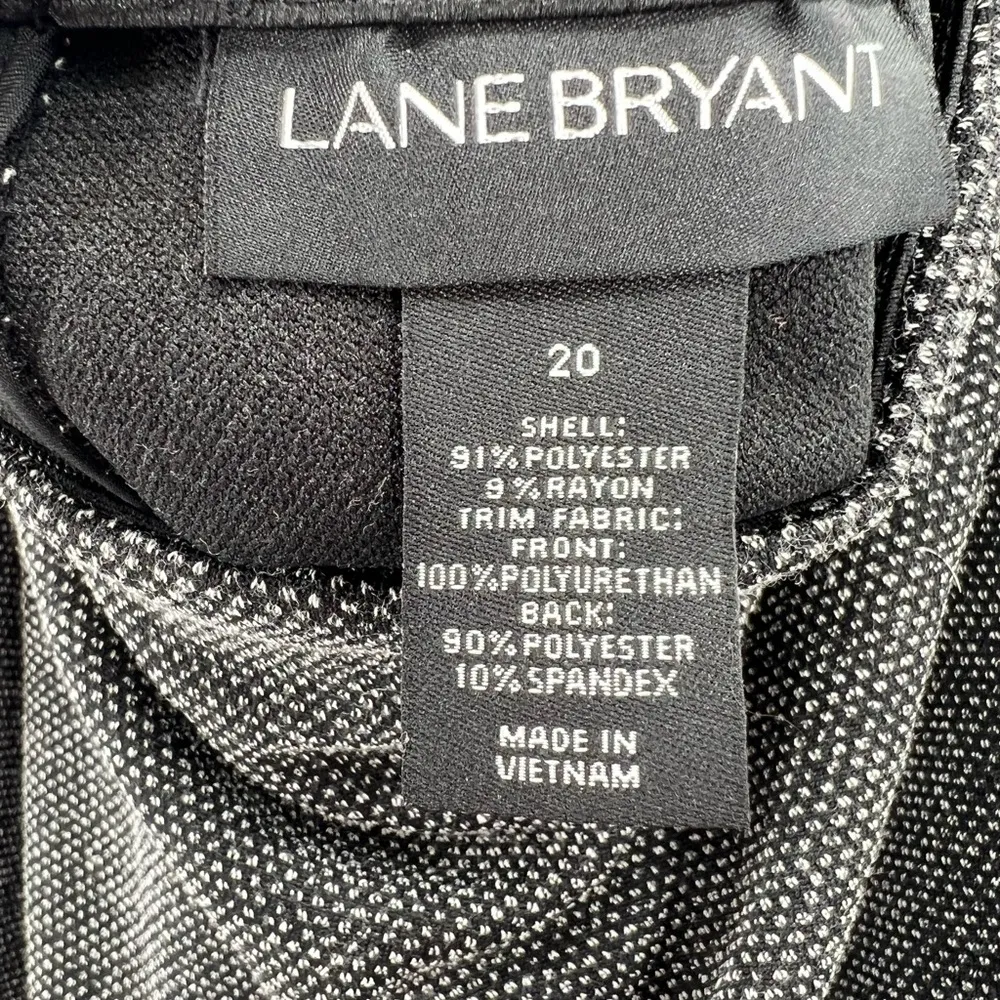 LANE BRYANT
20
SHELL:
91% POLYESTER
9% RAYON
TRIM FABRIC:
FRONT:
100%POLYURETHAN
BACK:
90% POLYESTER
10% SPANDEX
MADE IN
VIETNAM